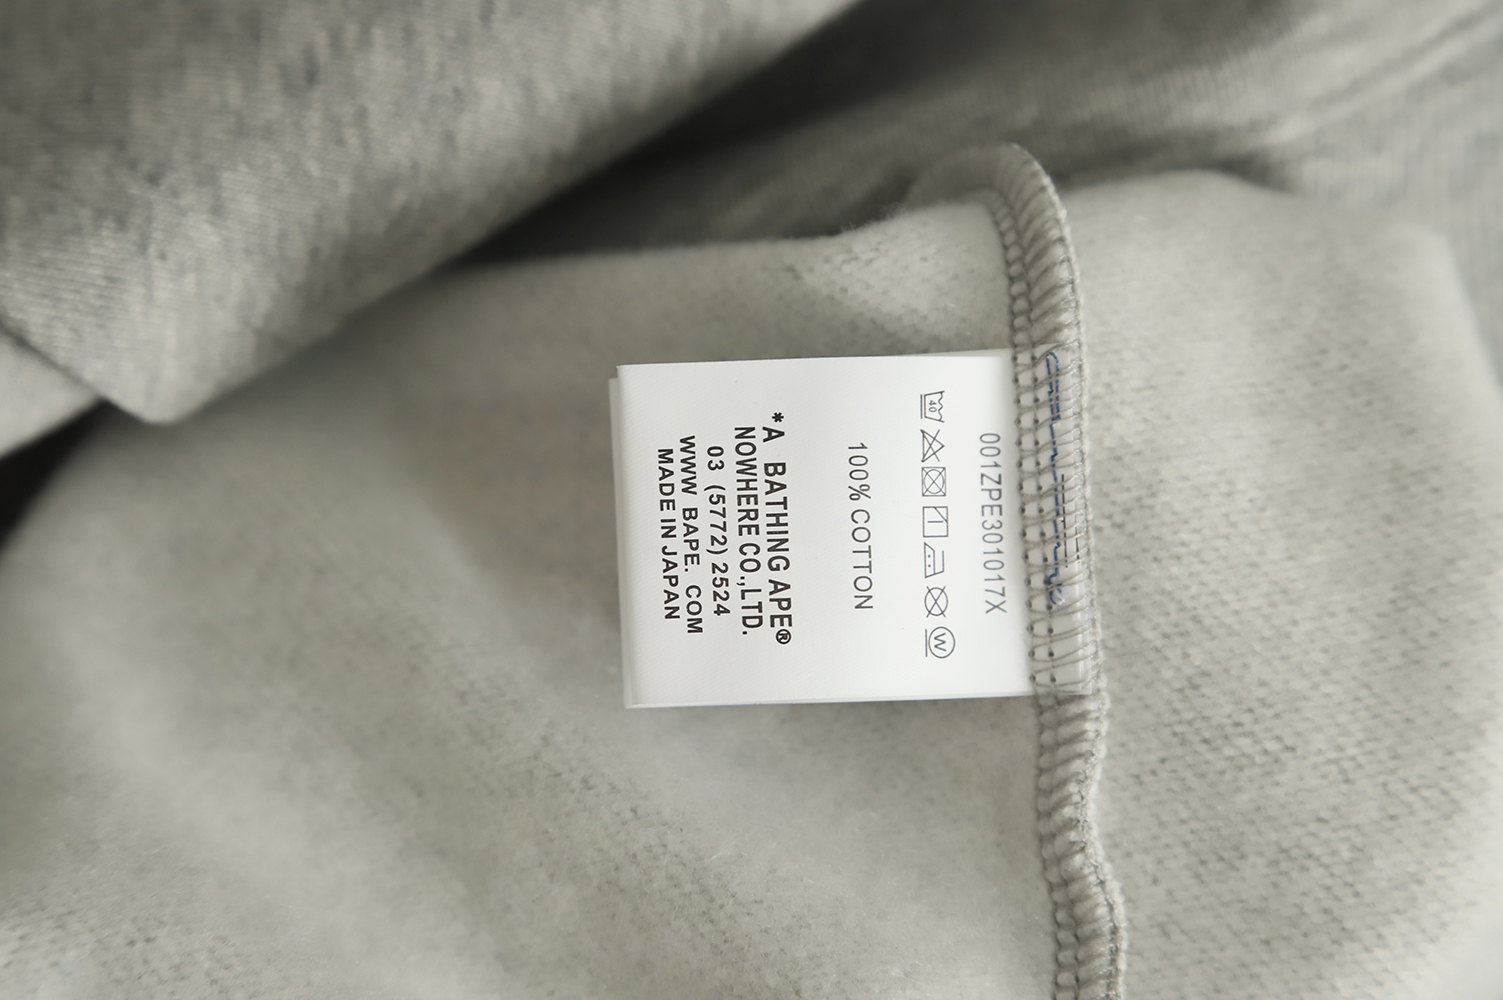 001ZPE301017X
40
W
100% COTTON
*A BATHING APE®
NOWHERE CO.,LTD.
03 (5772) 2524
WWW BAPE. COM
MADE IN JAPAN